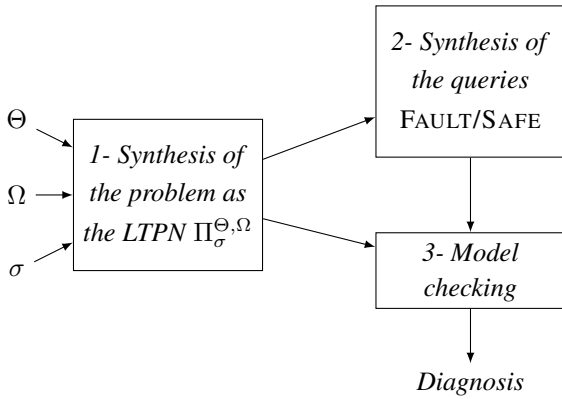 Θ
Ω
σ
1- Synthesis of
the problem as
the LTPN Π_σ^{Θ,Ω}
2- Synthesis of
the queries
FAULT/SAFE
3- Model
checking
Diagnosis